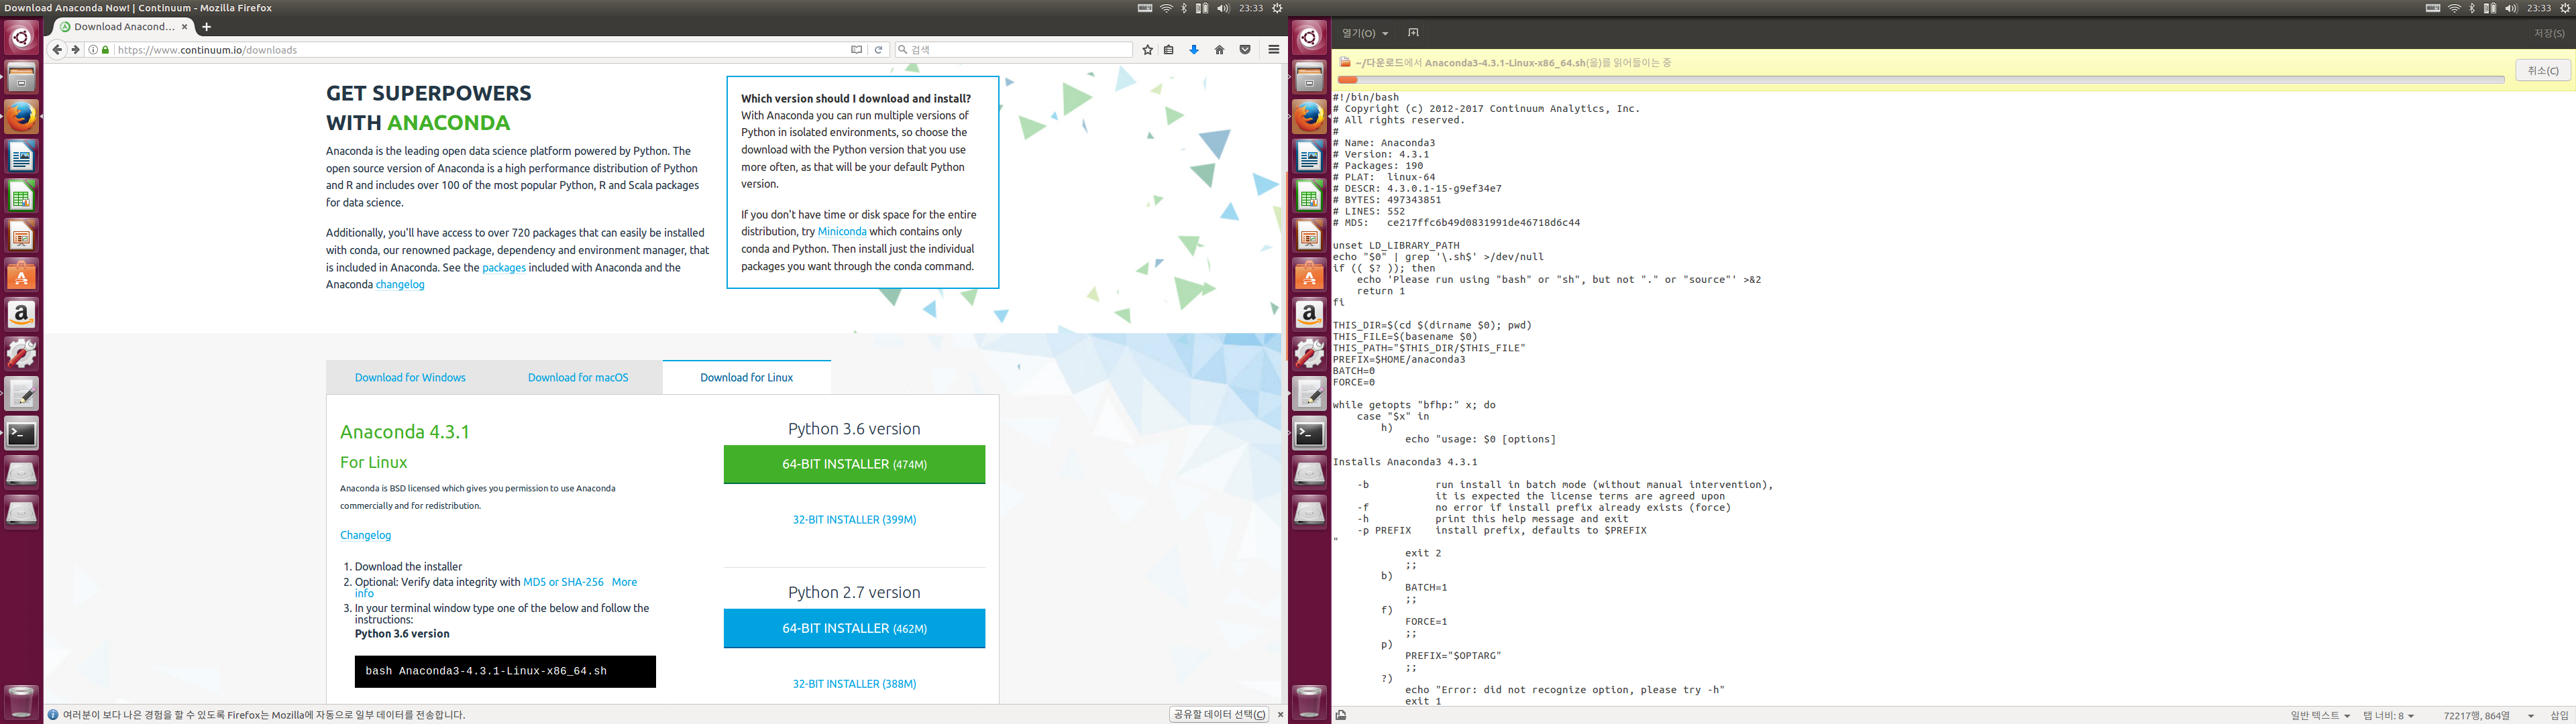 Download Anaconda Now! | Continuum - Mozilla Firefox
23:33
Download Anacond...
https://www.continuum.io/downloads
검색
GET SUPERPOWERS
WITH ANACONDA
Anaconda is the leading open data science platform powered by Python. The
open source version of Anaconda is a high performance distribution of Python
and R and includes over 100 of the most popular Python, R and Scala packages
for data science.
Additionally, you'll have access to over 720 packages that can easily be installed
with conda, our renowned package, dependency and environment manager, that
is included in Anaconda. See the packages included with Anaconda and the
Anaconda changelog
Which version should I download and install?
With Anaconda you can run multiple versions of
Python in isolated environments, so choose the
download with the Python version that you use
more often, as that will be your default Python
version.
If you don't have time or disk space for the entire
distribution, try Miniconda which contains only
conda and Python. Then install just the individual
packages you want through the conda command.
Download for Windows
Download for macOS
Download for Linux
Anaconda 4.3.1
For Linux
Anaconda is BSD licensed which gives you permission to use Anaconda
commercially and for redistribution.
Changelog
1. Download the installer
2. Optional: Verify data integrity with MD5 or SHA-256 More
info
3. In your terminal window type one of the below and follow the
instructions:
Python 3.6 version
bash Anaconda3-4.3.1-Linux-x86_64.sh
Python 3.6 version
64-BIT INSTALLER (474M)
32-BIT INSTALLER (399M)
Python 2.7 version
64-BIT INSTALLER (462M)
32-BIT INSTALLER (388M)
여러분이 보다 나은 경험을 할 수 있도록 Firefox는 Mozilla에 자동으로 일부 데이터를 전송합니다.
공유할 데이터 선택(C)
23:33
열기(O)
저장(S)
~/다운로드에서 Anaconda3-4.3.1-Linux-x86_64.sh(을)를 읽어들이는 중
취소(C)
#!/bin/bash
# Copyright (c) 2012-2017 Continuum Analytics, Inc.
# All rights reserved.
#
# Name: Anaconda3
# Version: 4.3.1
# Packages: 190
# PLAT:  linux-64
# DESCR: 4.3.0.1-15-g9ef34e7
# BYTES: 497343851
# LINES: 552
# MD5:   ce217ffc6b49d0831991de46718d6c44
unset LD_LIBRARY_PATH
echo "$0" | grep '\.sh$' >/dev/null
if (( $? )); then
    echo 'Please run using "bash" or "sh", but not "." or "source"' >&2
    return 1
fi
THIS_DIR=$(cd $(dirname $0); pwd)
THIS_FILE=$(basename $0)
THIS_PATH="$THIS_DIR/$THIS_FILE"
PREFIX=$HOME/anaconda3
BATCH=0
FORCE=0
while getopts "bfhp:" x; do
    case "$x" in
        h)
            echo "usage: $0 [options]
Installs Anaconda3 4.3.1
    -b           run install in batch mode (without manual intervention),
                 it is expected the license terms are agreed upon
    -f           no error if install prefix already exists (force)
    -h           print this help message and exit
    -p PREFIX    install prefix, defaults to $PREFIX
"
            exit 2
            ;;
        b)
            BATCH=1
            ;;
        f)
            FORCE=1
            ;;
        p)
            PREFIX="$OPTARG"
            ;;
        ?)
            echo "Error: did not recognize option, please try -h"
            exit 1
일반 텍스트
탭 너비: 8
72217행, 864열
삽입